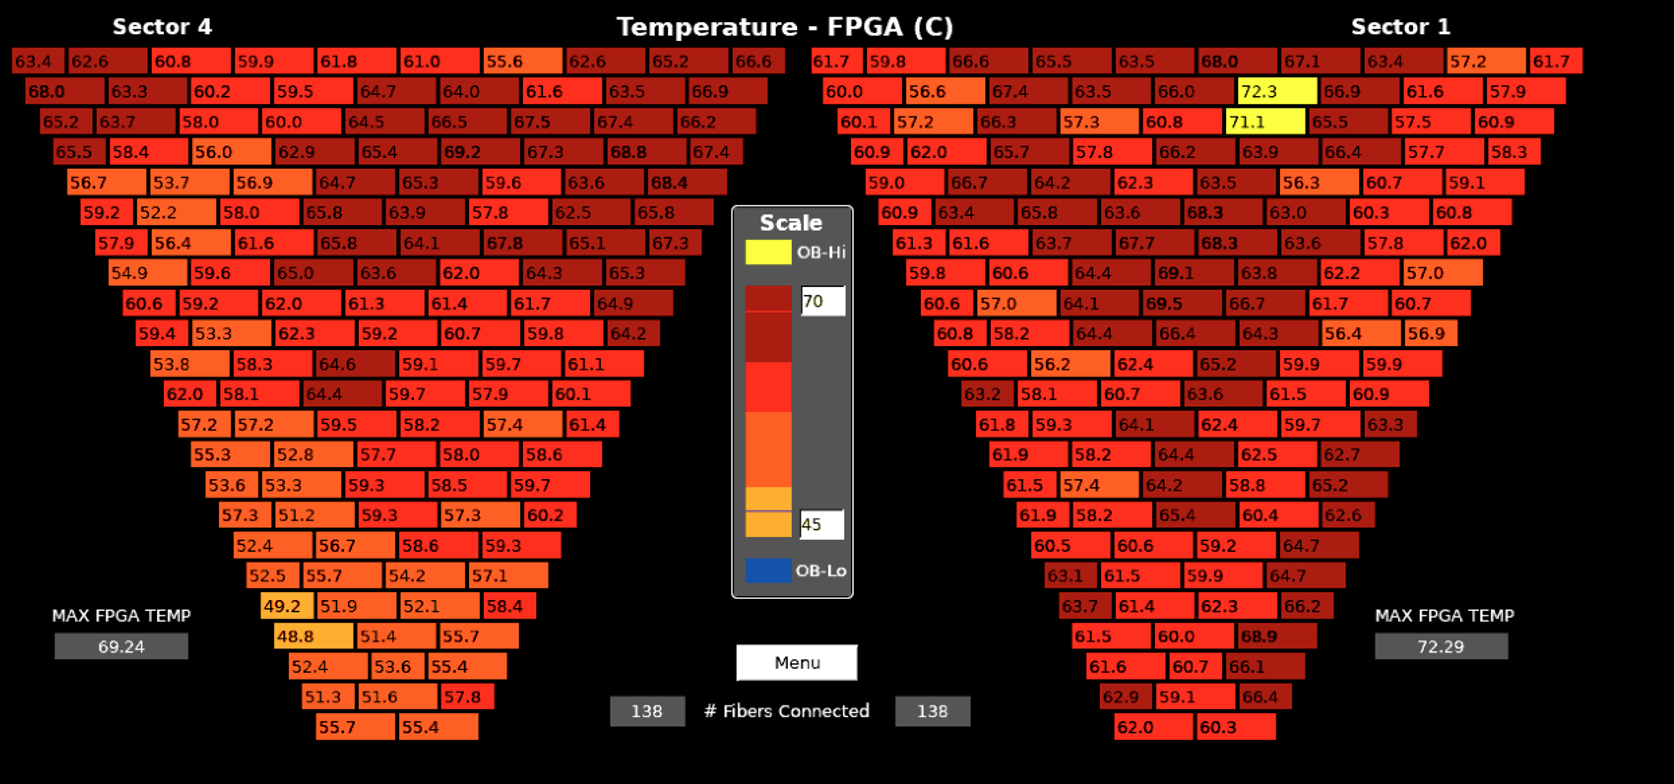 Sector 4 Temperature - FPGA (C) Sector 1
63.4 62.6 60.8 59.9 61.8 61.0 55.6 62.6 65.2 66.6 61.7 59.8 66.6 65.5 63.5 68.0 67.1 63.4 57.2 61.7
68.0 63.3 60.2 59.5 64.7 64.0 61.6 63.5 66.9 60.0 56.6 67.4 63.5 66.0 72.3 66.9 61.6 57.9
65.2 63.7 58.0 60.0 64.5 66.5 67.5 67.4 66.2 60.1 57.2 66.3 57.3 60.8 71.1 65.5 57.5 60.9
65.5 58.4 56.0 62.9 65.4 69.2 67.3 68.8 67.4 60.9 62.0 65.7 57.8 66.2 63.9 66.4 57.7 58.3
56.7 53.7 56.9 64.7 65.3 59.6 63.6 68.4 59.0 66.7 64.2 62.3 63.5 56.3 60.7 59.1
59.2 52.2 58.0 65.8 63.9 57.8 62.5 65.8 60.9 63.4 65.8 63.6 68.3 63.0 60.3 60.8
Scale
57.9 56.4 61.6 65.8 64.1 67.8 65.1 67.3 61.3 61.6 63.7 67.7 68.3 63.6 57.8 62.0
OB-Hi
54.9 59.6 65.0 63.6 62.0 64.3 65.3 59.8 60.6 64.4 69.1 63.8 62.2 57.0
60.6 59.2 62.0 61.3 61.4 61.7 64.9 70 60.6 57.0 64.1 69.5 66.7 61.7 60.7
59.4 53.3 62.3 59.2 60.7 59.8 64.2 60.8 58.2 64.4 66.4 64.3 56.4 56.9
53.8 58.3 64.6 59.1 59.7 61.1 60.6 56.2 62.4 65.2 59.9 59.9
62.0 58.1 64.4 59.7 57.9 60.1 63.2 58.1 60.7 63.6 61.5 60.9
57.2 57.2 59.5 58.2 57.4 61.4 61.8 59.3 64.1 62.4 59.7 63.3
55.3 52.8 57.7 58.0 58.6 61.9 58.2 64.4 62.5 62.7
53.6 53.3 59.3 58.5 59.7 61.5 57.4 64.2 58.8 65.2
57.3 51.2 59.3 57.3 60.2 45 61.9 58.2 65.4 60.4 62.6
52.4 56.7 58.6 59.3 60.5 60.6 59.2 64.7
52.5 55.7 54.2 57.1 OB-Lo 63.1 61.5 59.9 64.7
49.2 51.9 52.1 58.4 63.7 61.4 62.3 66.2
MAX FPGA TEMP MAX FPGA TEMP
48.8 51.4 55.7 61.5 60.0 68.9
69.24 72.29
52.4 53.6 55.4 Menu 61.6 60.7 66.1
51.3 51.6 57.8 62.9 59.1 66.4
138 # Fibers Connected 138
55.7 55.4 62.0 60.3